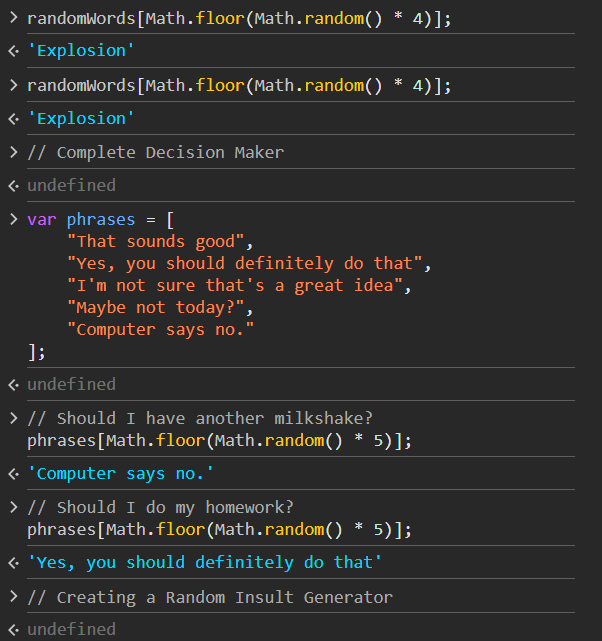 randomWords[Math.floor(Math.random() * 4)];
'Explosion'
randomWords[Math.floor(Math.random() * 4)];
'Explosion'
// Complete Decision Maker
undefined
var phrases = [
    "That sounds good",
    "Yes, you should definitely do that",
    "I'm not sure that's a great idea",
    "Maybe not today?",
    "Computer says no."
];
undefined
// Should I have another milkshake?
phrases[Math.floor(Math.random() * 5)];
'Computer says no.'
// Should I do my homework?
phrases[Math.floor(Math.random() * 5)];
'Yes, you should definitely do that'
// Creating a Random Insult Generator
undefined